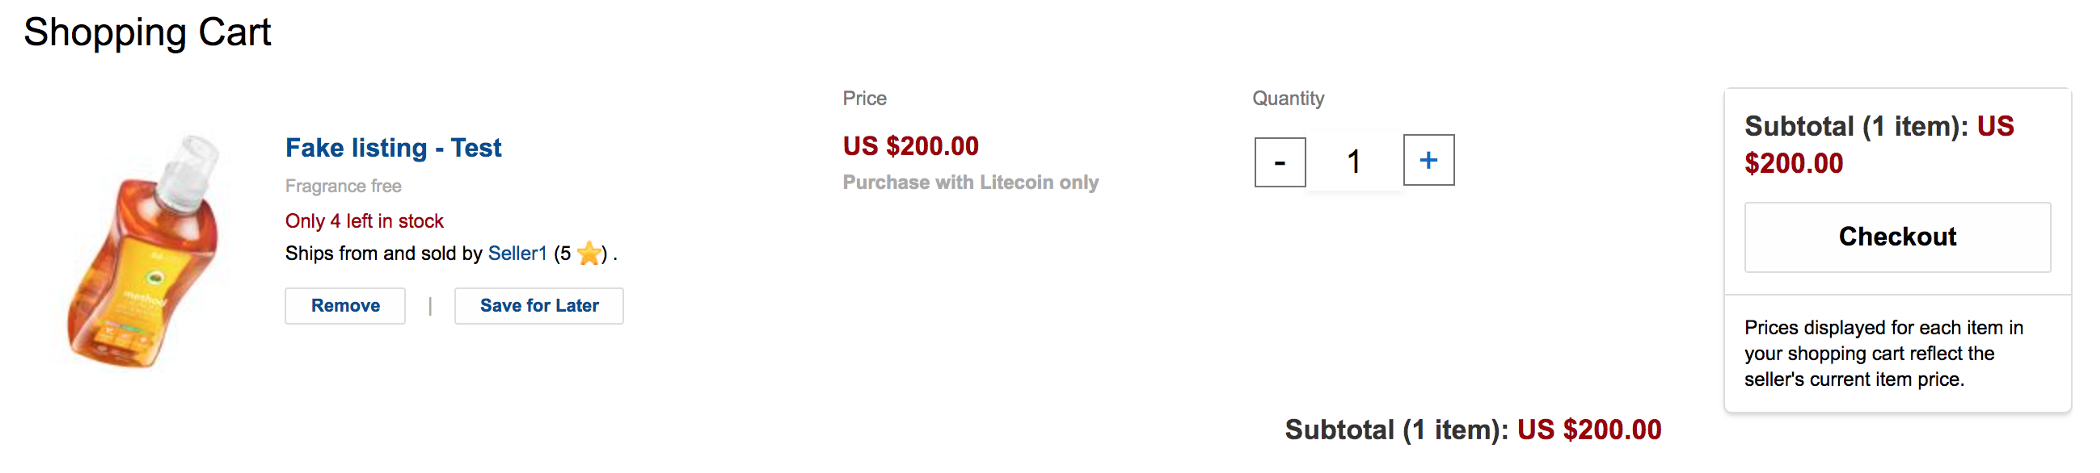 Shopping Cart
Price
Quantity
Fake listing - Test
US $200.00
- 1 +
Fragrance free
Purchase with Litecoin only
Only 4 left in stock
Ships from and sold by Seller1 (5 ⭐) .
Remove | Save for Later
method
Subtotal (1 item): US
$200.00
Checkout
Prices displayed for each item in
your shopping cart reflect the
seller's current item price.
Subtotal (1 item): US $200.00